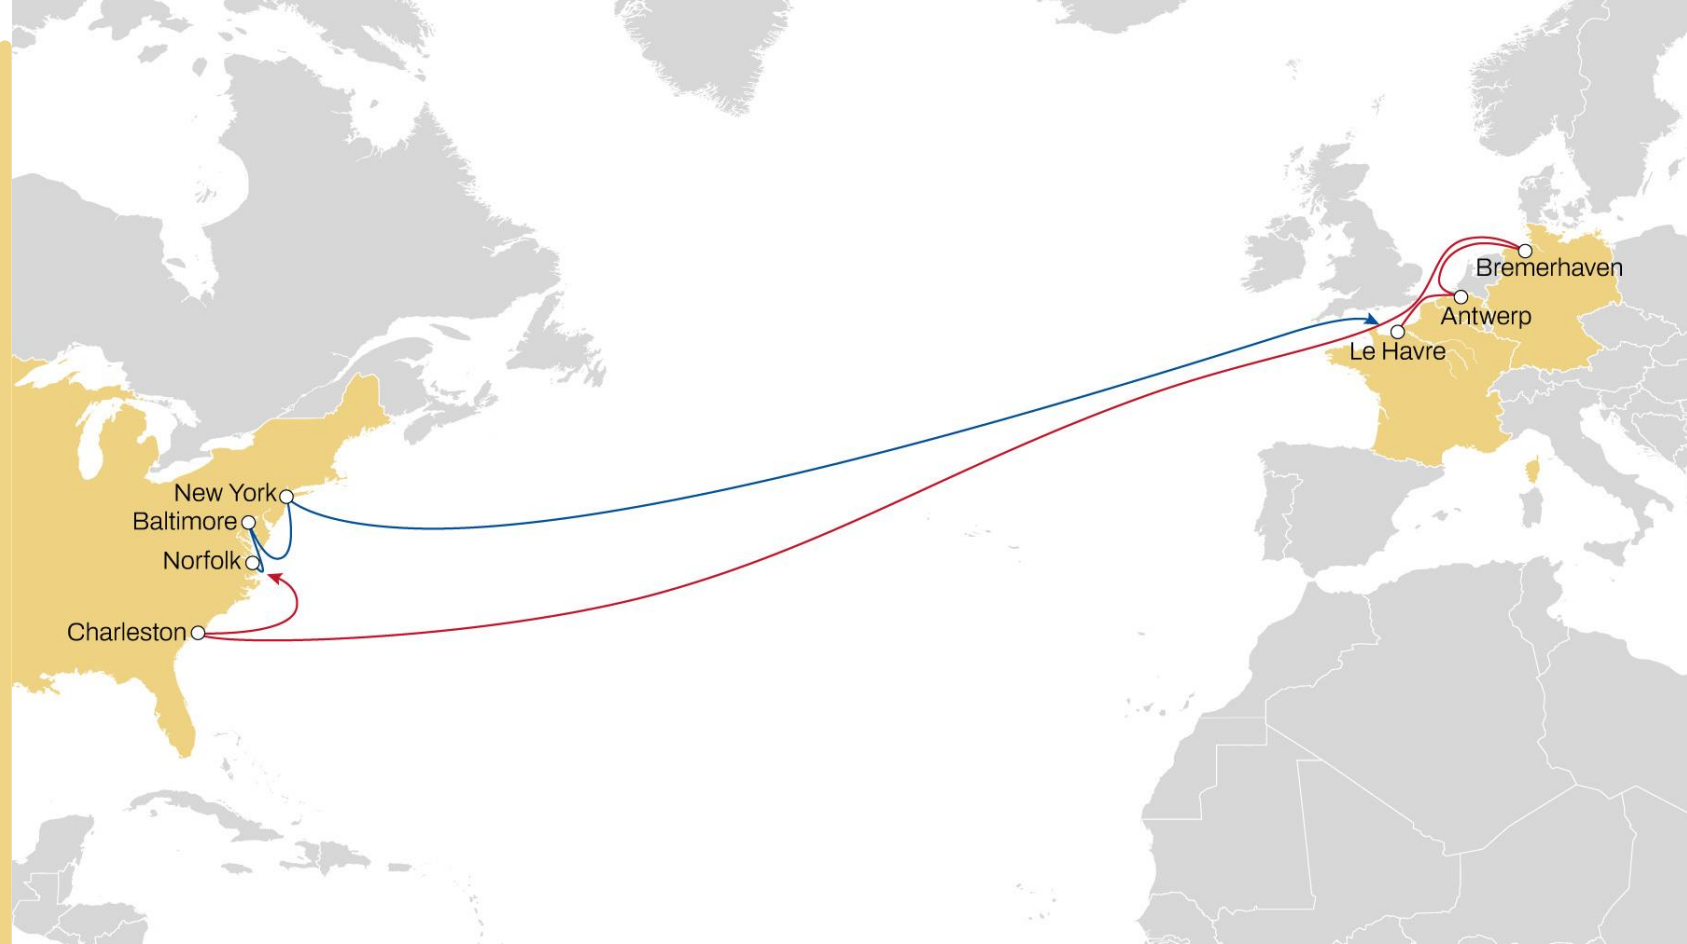 Bremerhaven
Antwerp
Le Havre
New York
Baltimore
Norfolk
Charleston